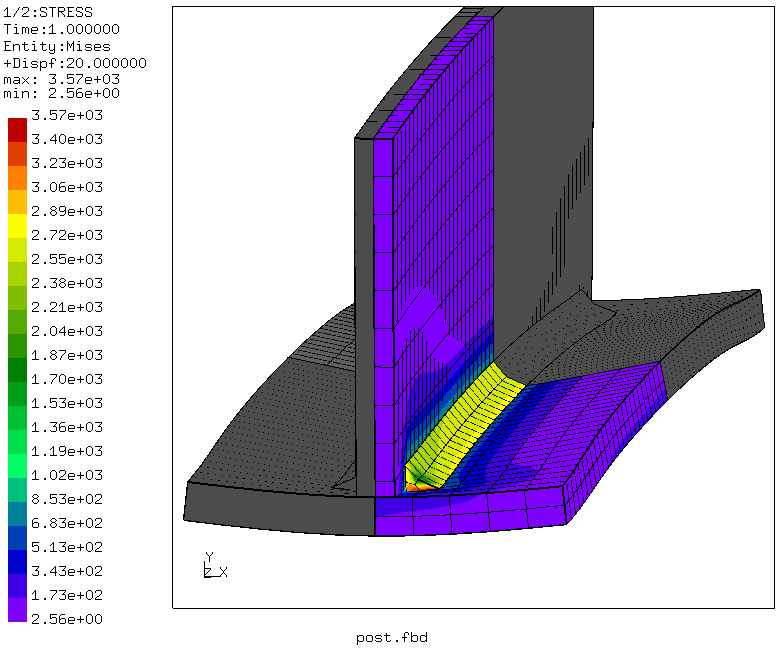 1/2:STRESS
Time:1.000000
Entity:Mises
+Dispf:20.000000
max: 3.57e+03
min: 2.56e+00
3.57e+03
3.40e+03
3.23e+03
3.06e+03
2.89e+03
2.72e+03
2.55e+03
2.38e+03
2.21e+03
2.04e+03
1.87e+03
1.70e+03
1.53e+03
1.36e+03
1.19e+03
1.02e+03
8.53e+02
6.83e+02
5.13e+02
3.43e+02
1.73e+02
2.56e+00
Y
Z X
post.fbd